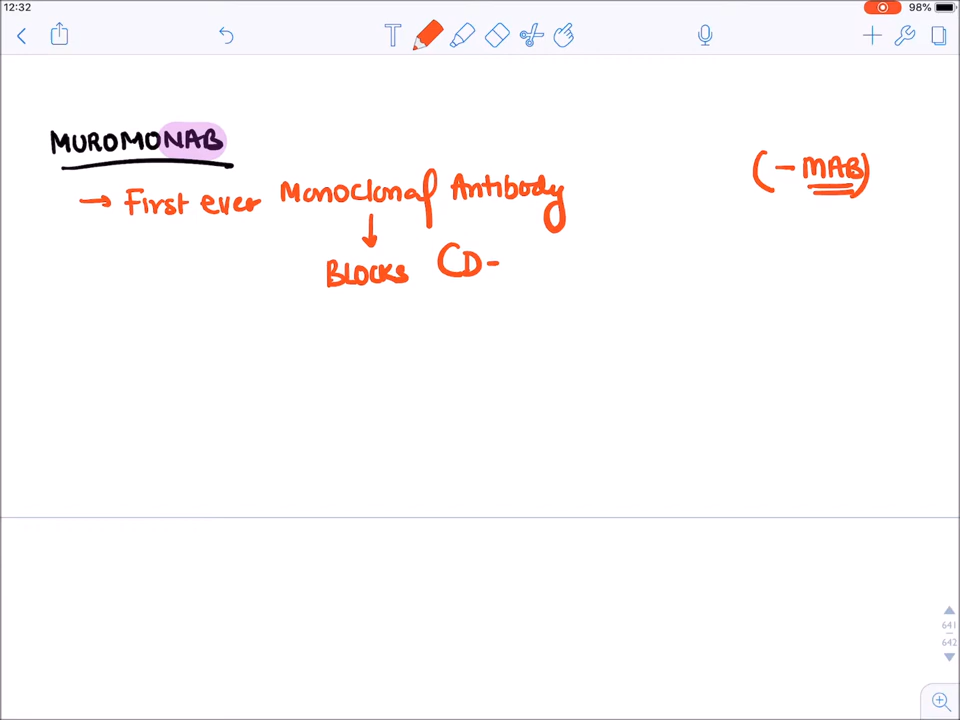 12:32
98%
T
MUROMONAB
(- MAB)
→ First ever Monoclonal Antibody
↓
Blocks CD-
641
642